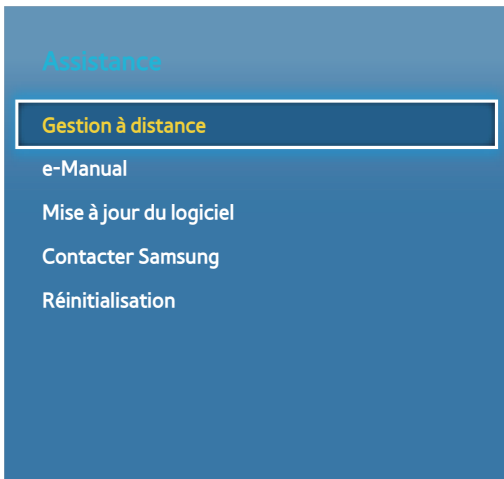 Assistance
Gestion à distance
e-Manual
Mise à jour du logiciel
Contacter Samsung
Réinitialisation